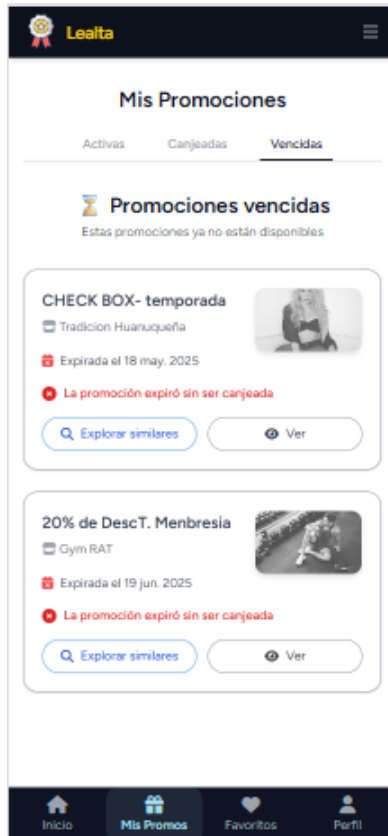 Lealta
Mis Promociones
Activas Canjeadas Vencidas
Promociones vencidas
Estas promociones ya no están disponibles
CHECK BOX- temporada
Tradicion Huanuqueña
Expirada el 18 may. 2025
La promoción expiró sin ser canjeada
Explorar similares Ver
20% de DescT. Menbresia
Gym RAT
Expirada el 19 jun. 2025
La promoción expiró sin ser canjeada
Explorar similares Ver
Inicio Mis Promos Favoritos Perfil